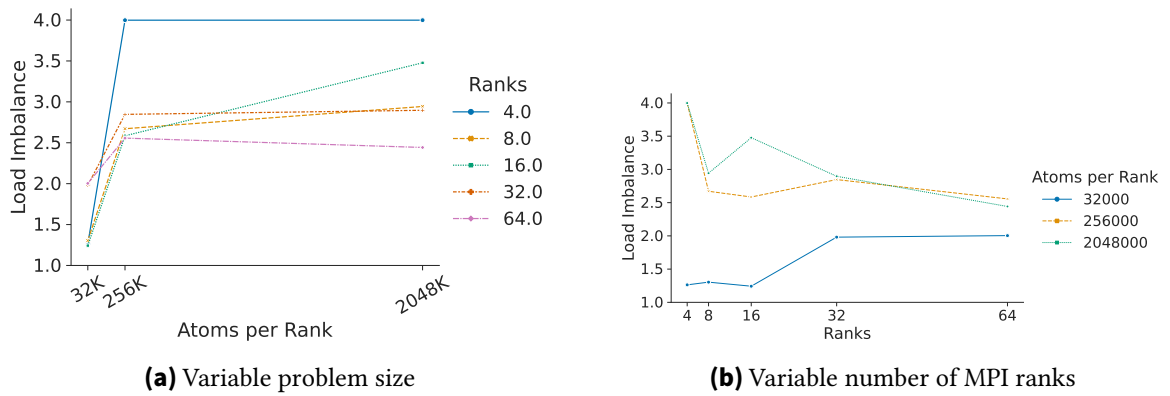 4.0
3.5
3.0
2.5
2.0
1.5
1.0
Load Imbalance
32K
256K
2048K
Atoms per Rank
Ranks
4.0
8.0
16.0
32.0
64.0
(a) Variable problem size
4.0
3.5
3.0
2.5
2.0
1.5
1.0
Load Imbalance
4 8 16 32 64
Ranks
Atoms per Rank
32000
256000
2048000
(b) Variable number of MPI ranks